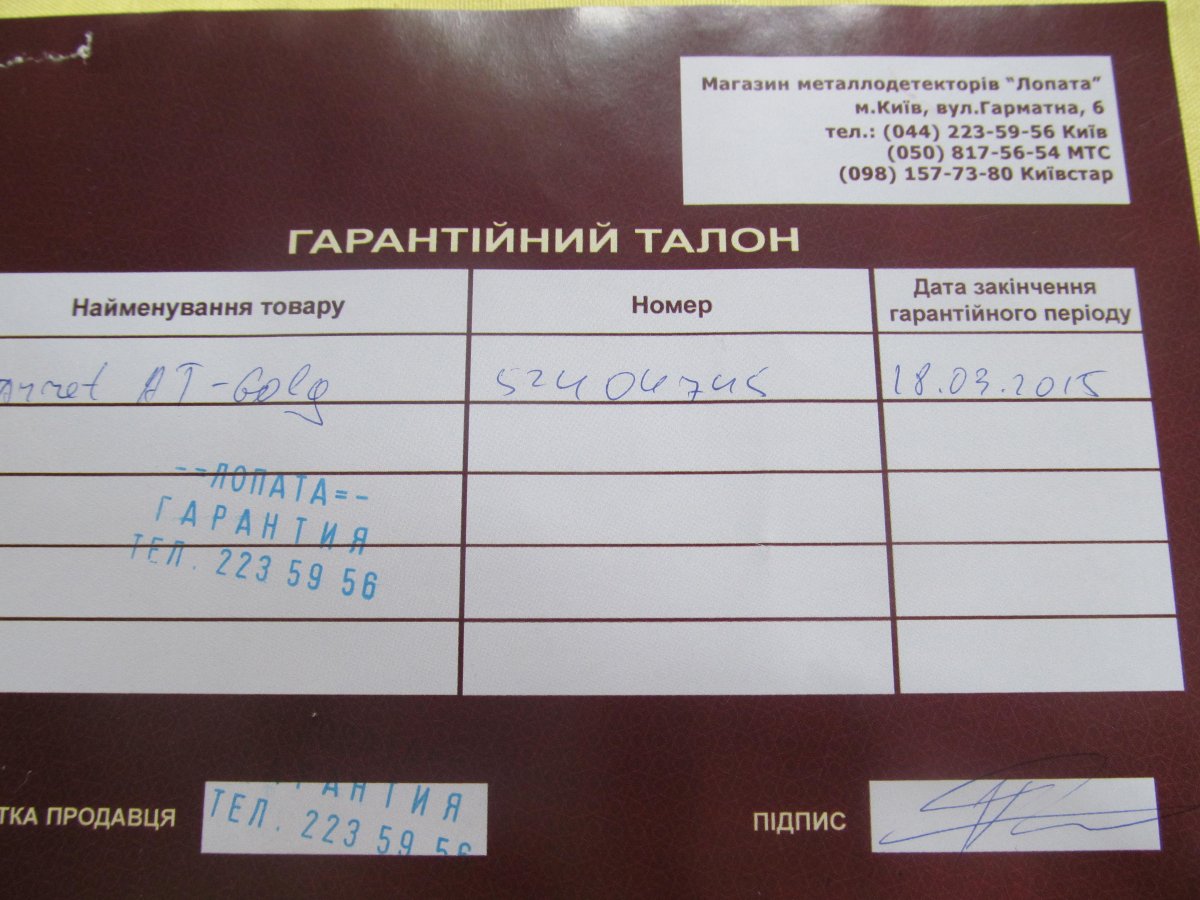 Магазин металлодетекторів "Лопата"
м.Київ, вул.Гарматна, 6
тел.: (044) 223-59-56 Київ
(050) 817-56-54 МТС
(098) 157-73-80 Київстар
ГАРАНТІЙНИЙ ТАЛОН
Найменування товару
Номер
Дата закінчення
гарантійного періоду
AT-Gold
52404745
18.03.2015
--ЛОПАТА=-
ГАРАНТИЯ
ТЕЛ. 223 59 56
ТКА ПРОДАВЦЯ
АНТИЯ
ТЕЛ. 223 59 56
ПІДПИС